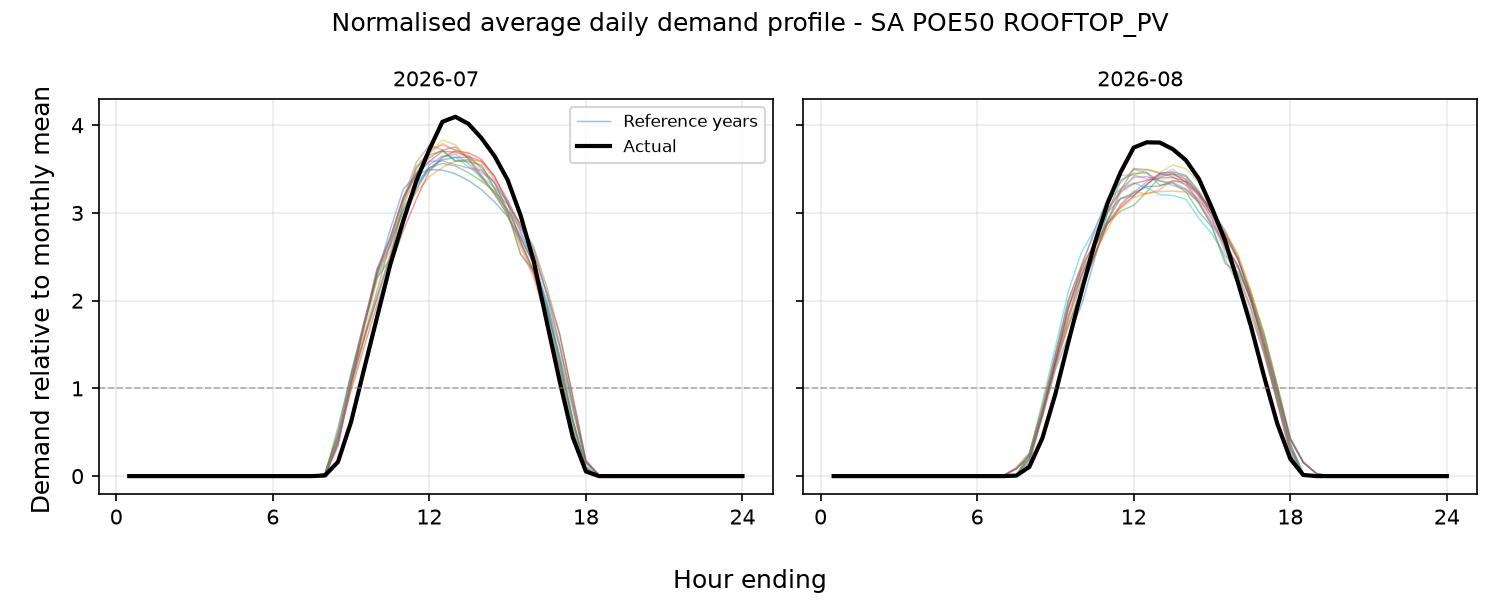 Normalised average daily demand profile - SA POE50 ROOFTOP_PV
2026-07
2026-08
Demand relative to monthly mean
4
3
2
1
0
Reference years
Actual
0 6 12 18 24
0 6 12 18 24
Hour ending